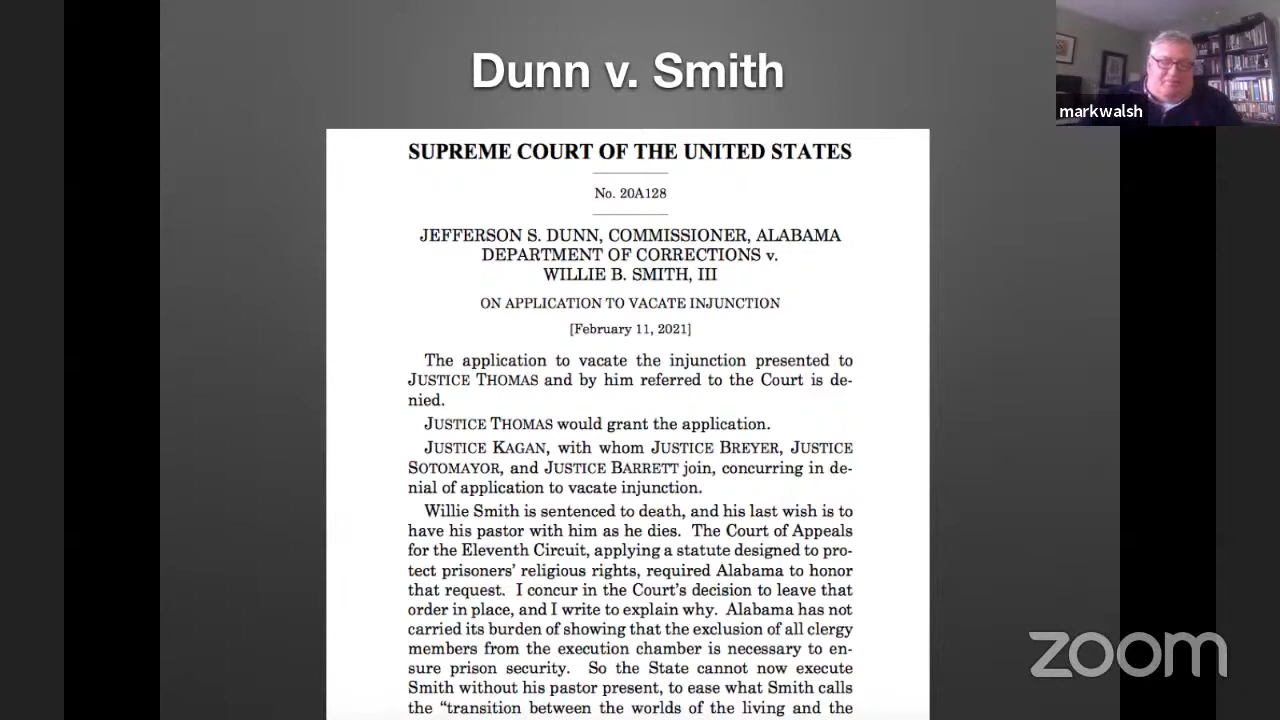 Dunn v. Smith
markwalsh
SUPREME COURT OF THE UNITED STATES
No. 20A128
JEFFERSON S. DUNN, COMMISSIONER, ALABAMA
DEPARTMENT OF CORRECTIONS v.
WILLIE B. SMITH, III
ON APPLICATION TO VACATE INJUNCTION
[February 11, 2021]
The application to vacate the injunction presented to
JUSTICE THOMAS and by him referred to the Court is de-
nied.
JUSTICE THOMAS would grant the application.
JUSTICE KAGAN, with whom JUSTICE BREYER, JUSTICE
SOTOMAYOR, and JUSTICE BARRETT join, concurring in de-
nial of application to vacate injunction.
Willie Smith is sentenced to death, and his last wish is to
have his pastor with him as he dies. The Court of Appeals
for the Eleventh Circuit, applying a statute designed to pro-
tect prisoners' religious rights, required Alabama to honor
that request. I concur in the Court's decision to leave that
order in place, and I write to explain why. Alabama has not
carried its burden of showing that the exclusion of all clergy
members from the execution chamber is necessary to en-
sure prison security. So the State cannot now execute
Smith without his pastor present, to ease what Smith calls
the "transition between the worlds of the living and the
zoom